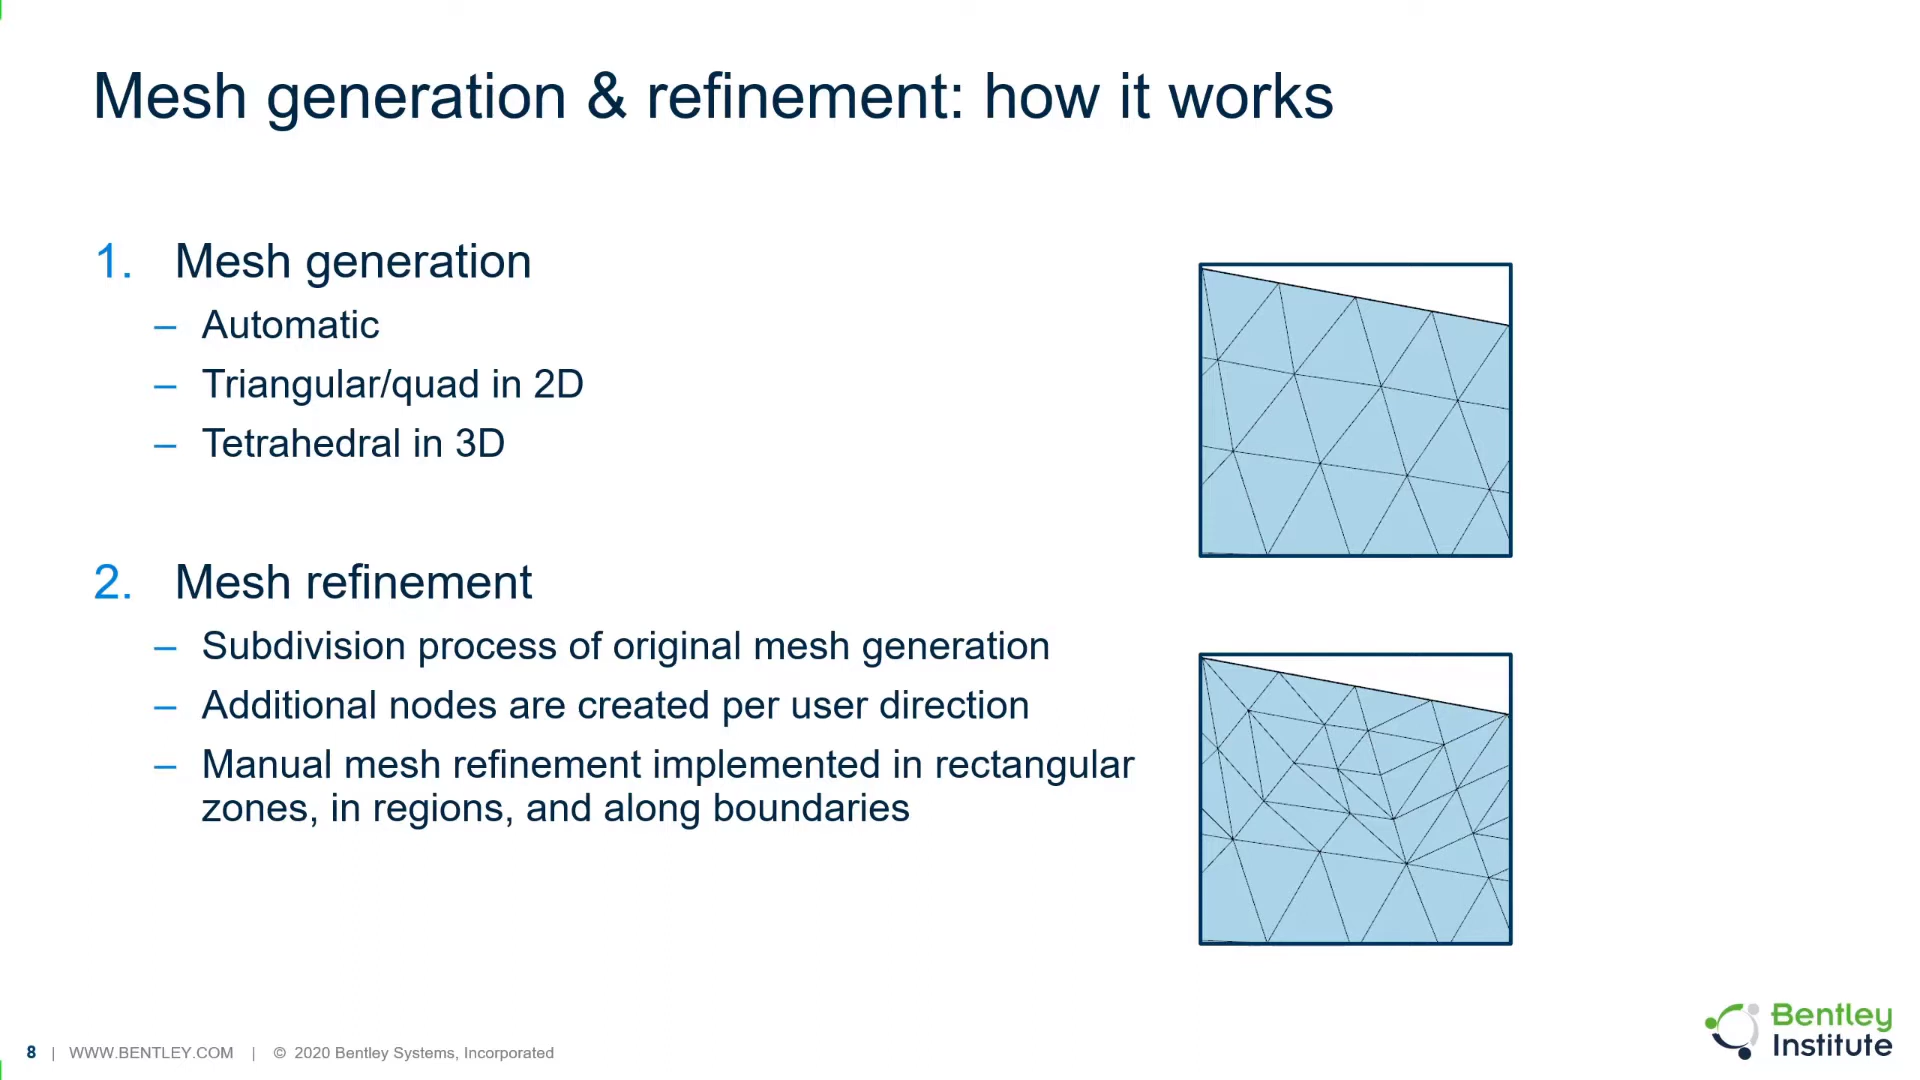 Mesh generation & refinement: how it works
1. Mesh generation
– Automatic
– Triangular/quad in 2D
– Tetrahedral in 3D
2. Mesh refinement
– Subdivision process of original mesh generation
– Additional nodes are created per user direction
– Manual mesh refinement implemented in rectangular
zones, in regions, and along boundaries
8 | WWW.BENTLEY.COM | © 2020 Bentley Systems, Incorporated
Bentley
Institute